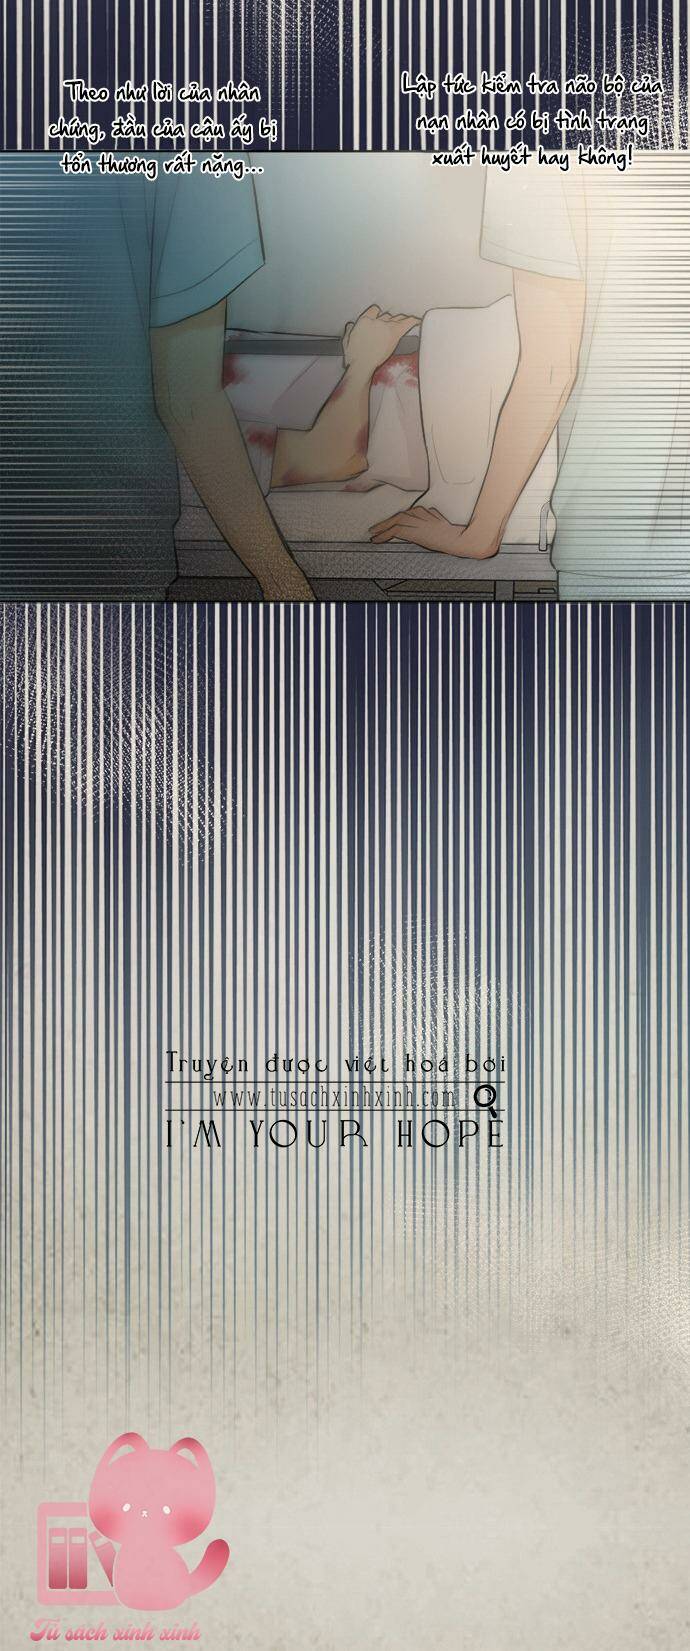 Theo như lời của nhân
chứng, đầu của cậu ấy bị
tổn thương rất nặng...
Lập tức kiểm tra não bộ của
nạn nhân có bị tình trạng
xuất huyết hay không!
Truyện được việt hoá bởi
www.tusachxinhxinh.com
I'M YOUR HOPE
Tủ sách xinh xinh